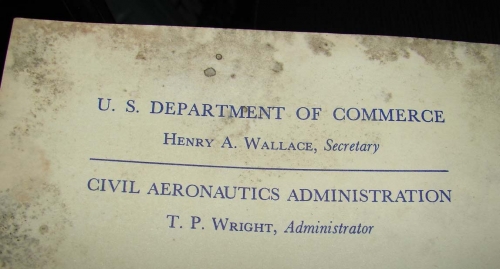 U. S. DEPARTMENT OF COMMERCE
HENRY A. WALLACE, Secretary
CIVIL AERONAUTICS ADMINISTRATION
T. P. WRIGHT, Administrator